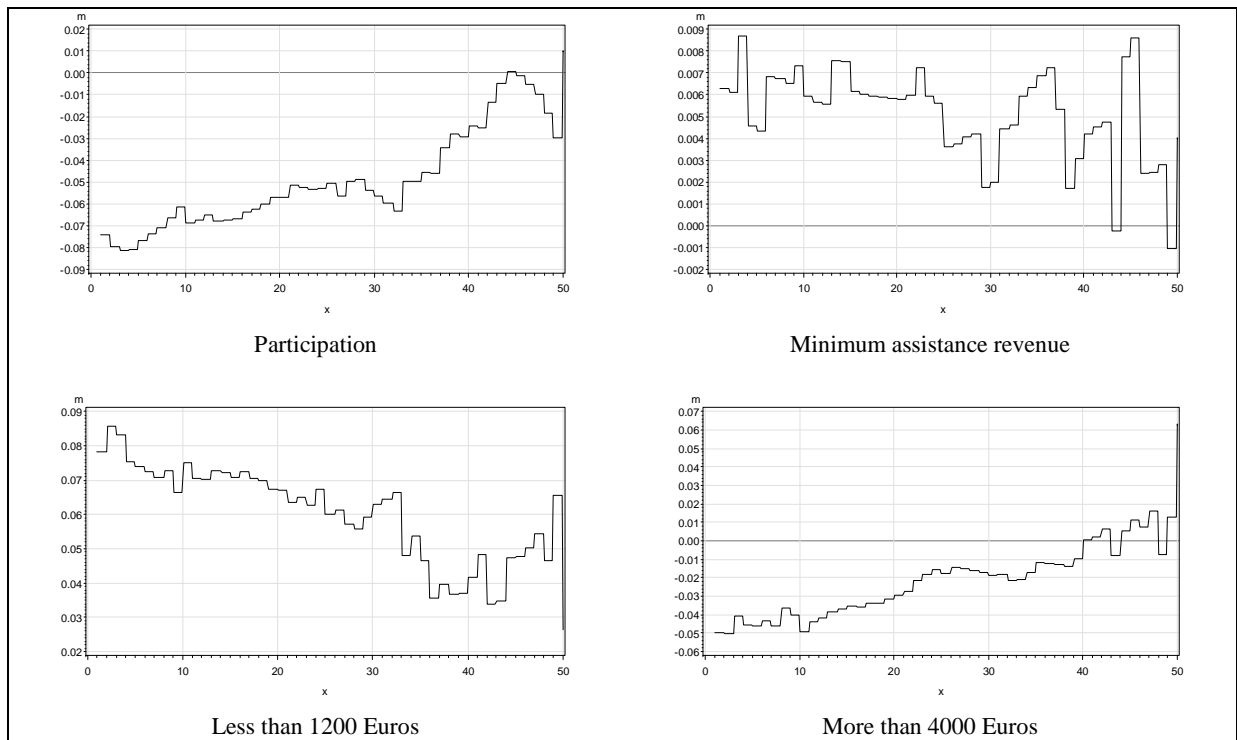 m
0.02
0.01
0.00
-0.01
-0.02
-0.03
-0.04
-0.05
-0.06
-0.07
-0.08
-0.09
0 10 20 30 40 50
x
Participation
m
0.009
0.008
0.007
0.006
0.005
0.004
0.003
0.002
0.001
0.000
-0.001
-0.002
0 10 20 30 40 50
x
Minimum assistance revenue
m
0.09
0.08
0.07
0.06
0.05
0.04
0.03
0.02
0 10 20 30 40 50
x
Less than 1200 Euros
m
0.07
0.06
0.05
0.04
0.03
0.02
0.01
0.00
-0.01
-0.02
-0.03
-0.04
-0.05
-0.06
0 10 20 30 40 50
x
More than 4000 Euros